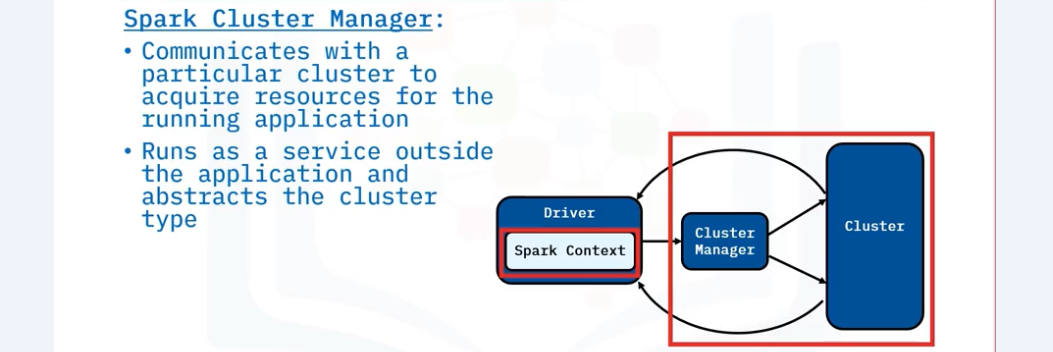 Spark Cluster Manager:
• Communicates with a
particular cluster to
acquire resources for the
running application
• Runs as a service outside
the application and
abstracts the cluster
type
Driver
Spark Context
Cluster
Manager
Cluster